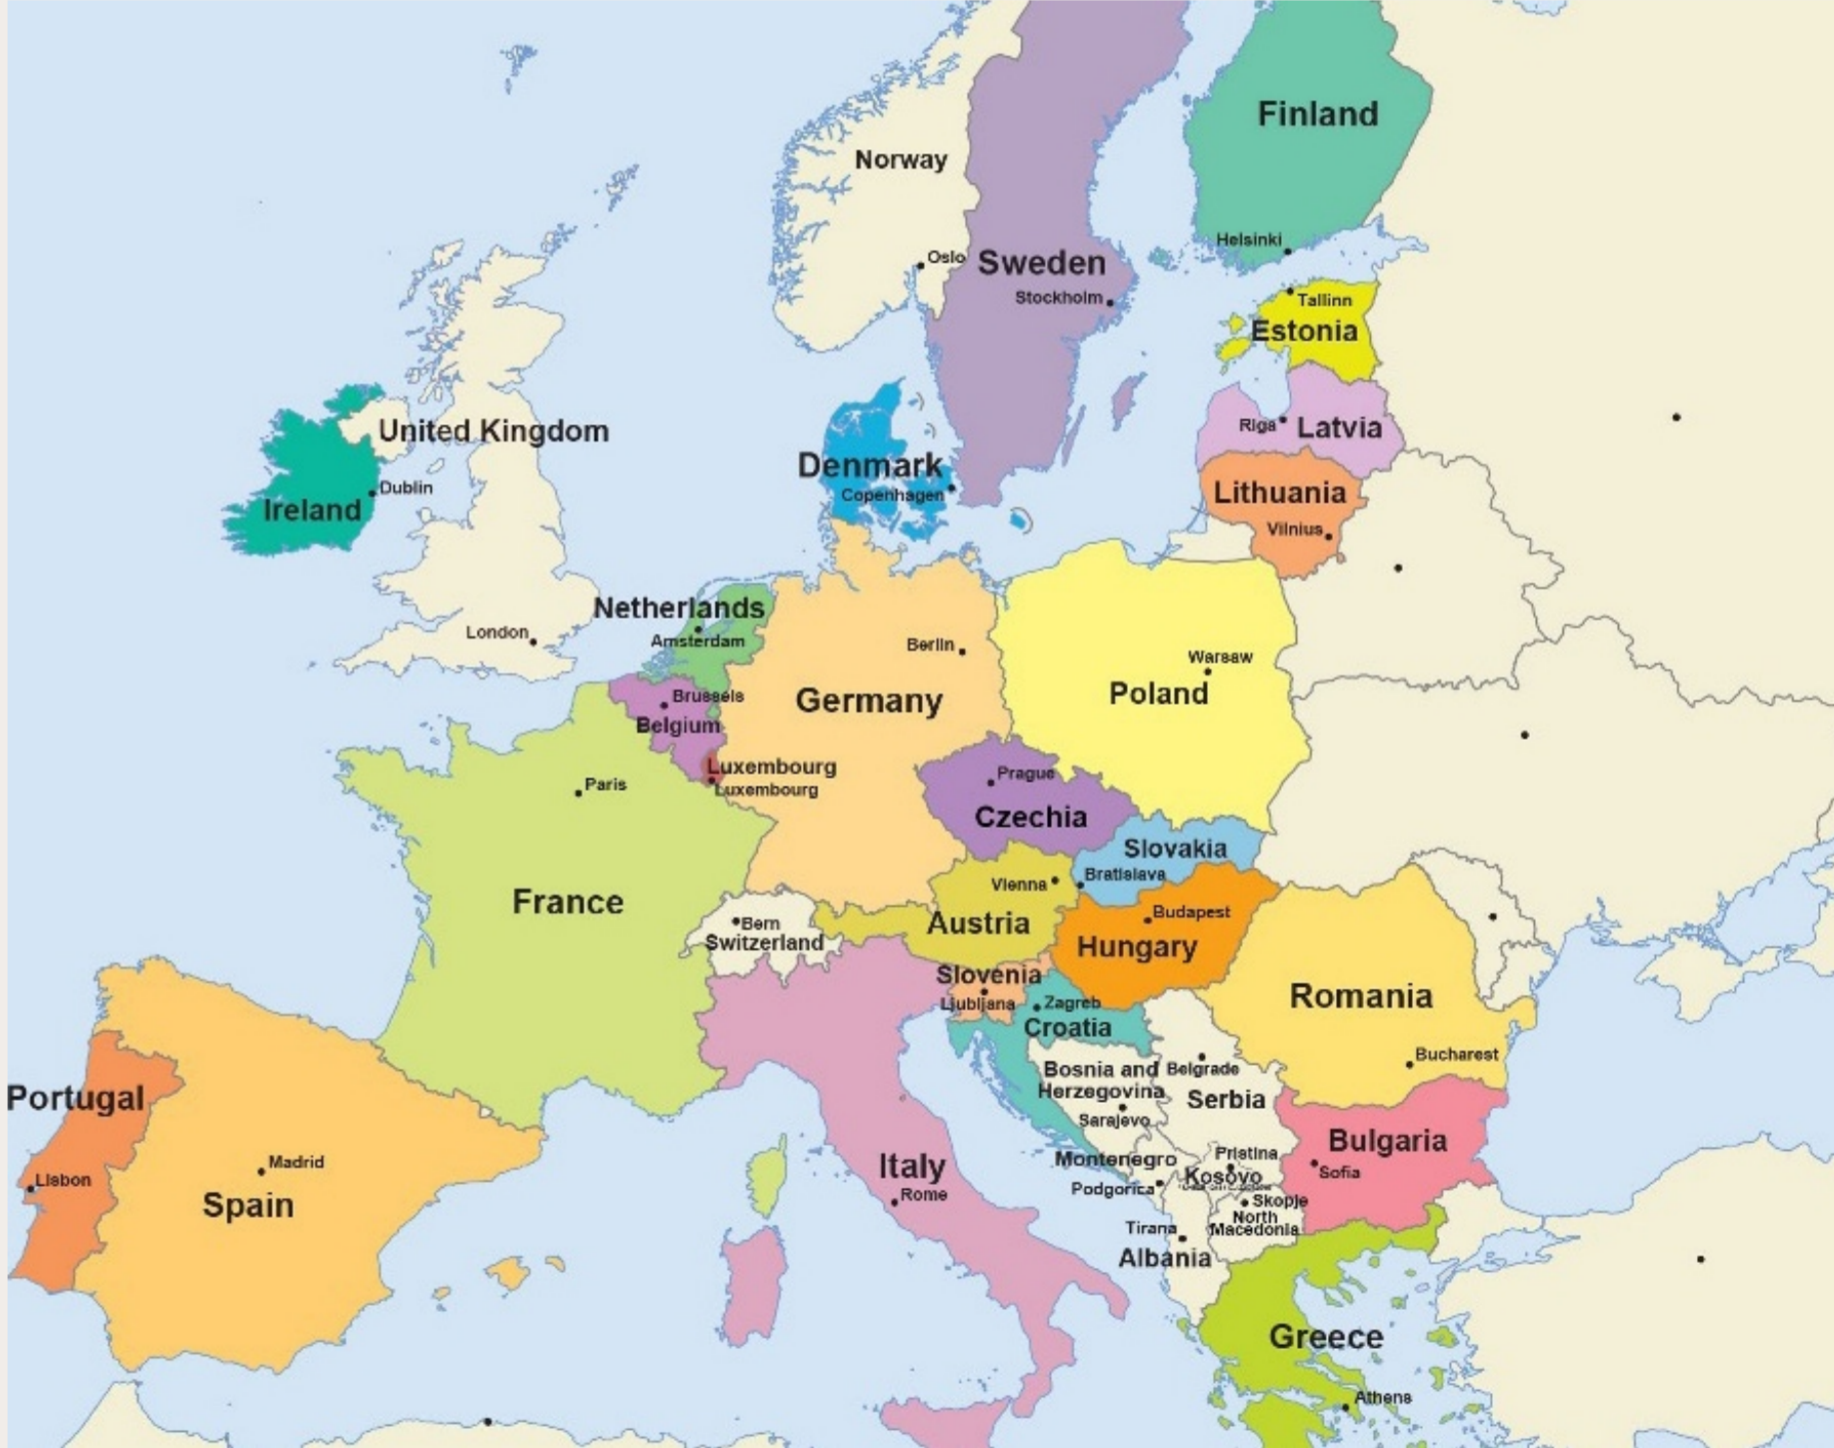 Finland
Norway
Helsinki
Oslo
Sweden
Stockholm
Tallinn
Estonia
United Kingdom
Riga
Latvia
Denmark
Copenhagen
Dublin
Ireland
Lithuania
Vilnius
Netherlands
Amsterdam
London
Berlin
Warsaw
Poland
Germany
Brussels
Belgium
Luxembourg
Luxembourg
Paris
Prague
Czechia
Slovakia
Bratislava
Vienna
France
Austria
Budapest
Hungary
Bern
Switzerland
Slovenia
Ljubljana
Zagreb
Croatia
Romania
Bucharest
Bosnia and
Herzegovina
Sarajevo
Belgrade
Serbia
Portugal
Lisbon
Madrid
Spain
Italy
Rome
Montenegro
Podgorica
Pristina
Kosovo
Bulgaria
Sofia
Skopje
North
Macedonia
Tirana
Albania
Greece
Athens